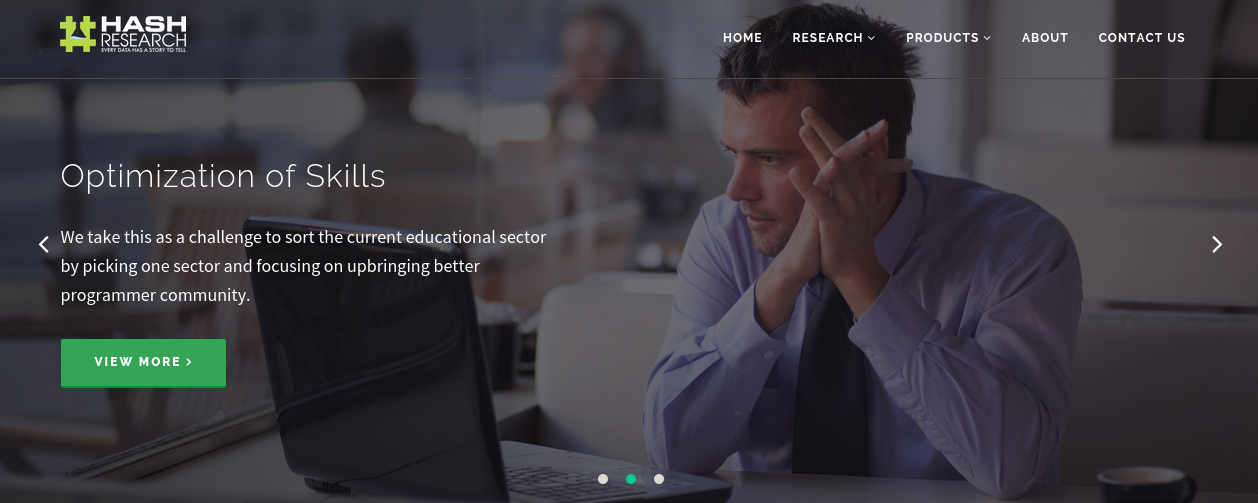 HASH
RESEARCH
EVERY DATA HAS A STORY TO TELL
HOME
RESEARCH
PRODUCTS
ABOUT
CONTACT US
Optimization of Skills
We take this as a challenge to sort the current educational sector
by picking one sector and focusing on upbringing better
programmer community.
VIEW MORE >